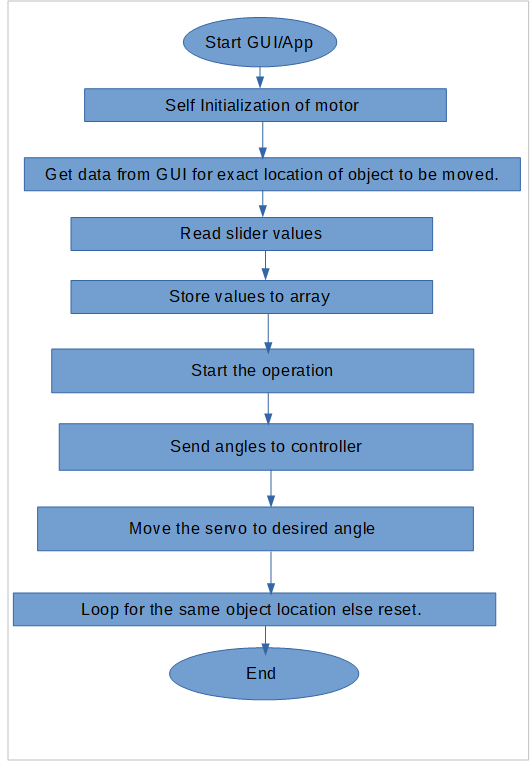 Start GUI/App
Self Initialization of motor
Get data from GUI for exact location of object to be moved.
Read slider values
Store values to array
Start the operation
Send angles to controller
Move the servo to desired angle
Loop for the same object location else reset.
End